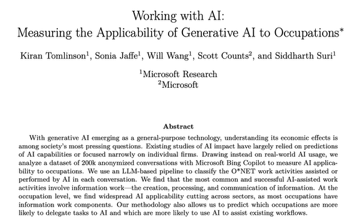 Working with AI:
Measuring the Applicability of Generative AI to Occupations*
Kiran Tomlinson¹, Sonia Jaffe¹, Will Wang¹, Scott Counts², and Siddharth Suri¹
¹Microsoft Research
²Microsoft
Abstract
With generative AI emerging as a general-purpose technology, understanding its economic effects is
among society's most pressing questions. Existing studies of AI impact have largely relied on predictions
of AI capabilities or focused narrowly on individual firms. Drawing instead on real-world AI usage, we
analyze a dataset of 200k anonymized conversations with Microsoft Bing Copilot to measure AI applica-
bility to occupations. We use an LLM-based pipeline to classify the O*NET work activities assisted or
performed by AI in each conversation. We find that the most common and successful AI-assisted work
activities involve information work—the creation, processing, and communication of information. At the
occupation level, we find widespread AI applicability cutting across sectors, as most occupations have
information work components. Our methodology also allows us to predict which occupations are more
likely to delegate tasks to AI and which are more likely to use AI to assist existing workflows.